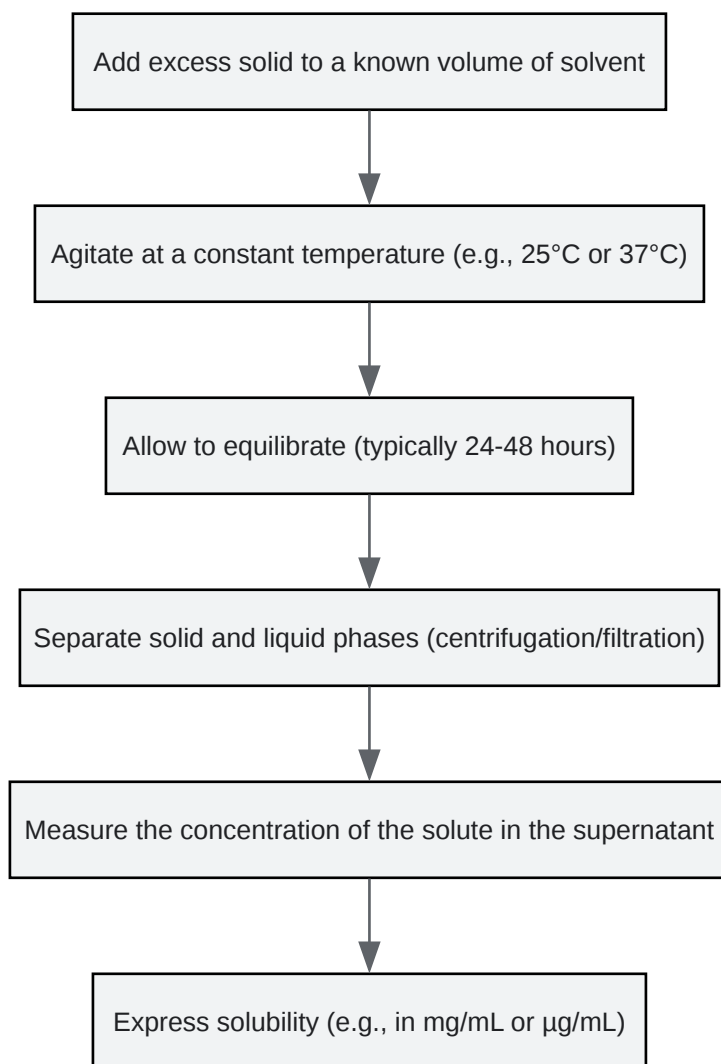 Add excess solid to a known volume of solvent
Agitate at a constant temperature (e.g., 25°C or 37°C)
Allow to equilibrate (typically 24-48 hours)
Separate solid and liquid phases (centrifugation/filtration)
Measure the concentration of the solute in the supernatant
Express solubility (e.g., in mg/mL or µg/mL)